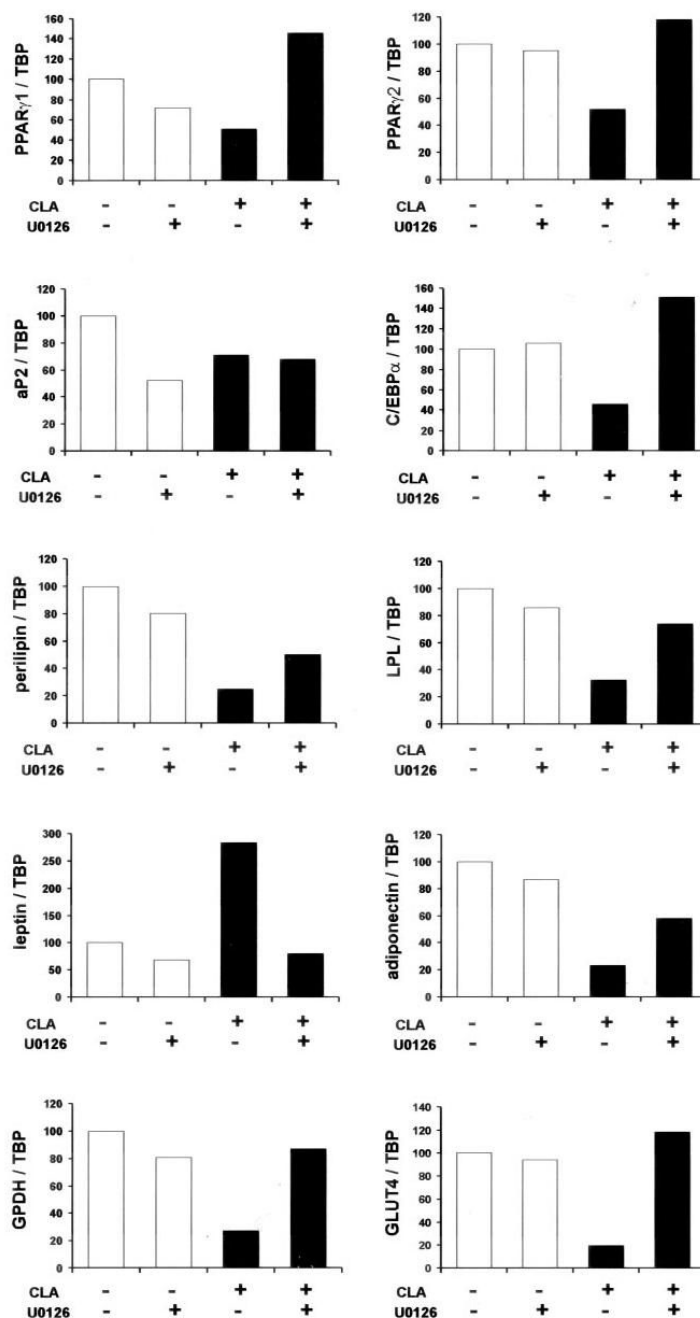 PPARγ1 / TBP
160
140
120
100
80
60
40
20
0
CLA - - + +
U0126 - + - +
PPARγ2 / TBP
120
100
80
60
40
20
0
CLA - - + +
U0126 - + - +
aP2 / TBP
120
100
80
60
40
20
0
CLA - - + +
U0126 - + - +
C/EBPα / TBP
160
140
120
100
80
60
40
20
0
CLA - - + +
U0126 - + - +
perilipin / TBP
120
100
80
60
40
20
0
CLA - - + +
U0126 - + - +
LPL / TBP
120
100
80
60
40
20
0
CLA - - + +
U0126 - + - +
leptin / TBP
300
250
200
150
100
50
0
CLA - - + +
U0126 - + - +
adiponectin / TBP
120
100
80
60
40
20
0
CLA - - + +
U0126 - + - +
GPDH / TBP
120
100
80
60
40
20
0
CLA - - + +
U0126 - + - +
GLUT4 / TBP
140
120
100
80
60
40
20
0
CLA - - + +
U0126 - + - +